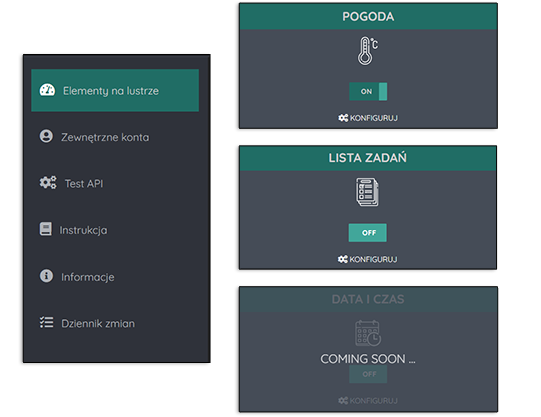 Elementy na lustrze
Zewnętrzne konta
Test API
Instrukcja
Informacje
Dziennik zmian
POGODA
°C
ON
KONFIGURUJ
LISTA ZADAŃ
OFF
KONFIGURUJ
DATA I CZAS
COMING SOON ...
OFF
KONFIGURUJ